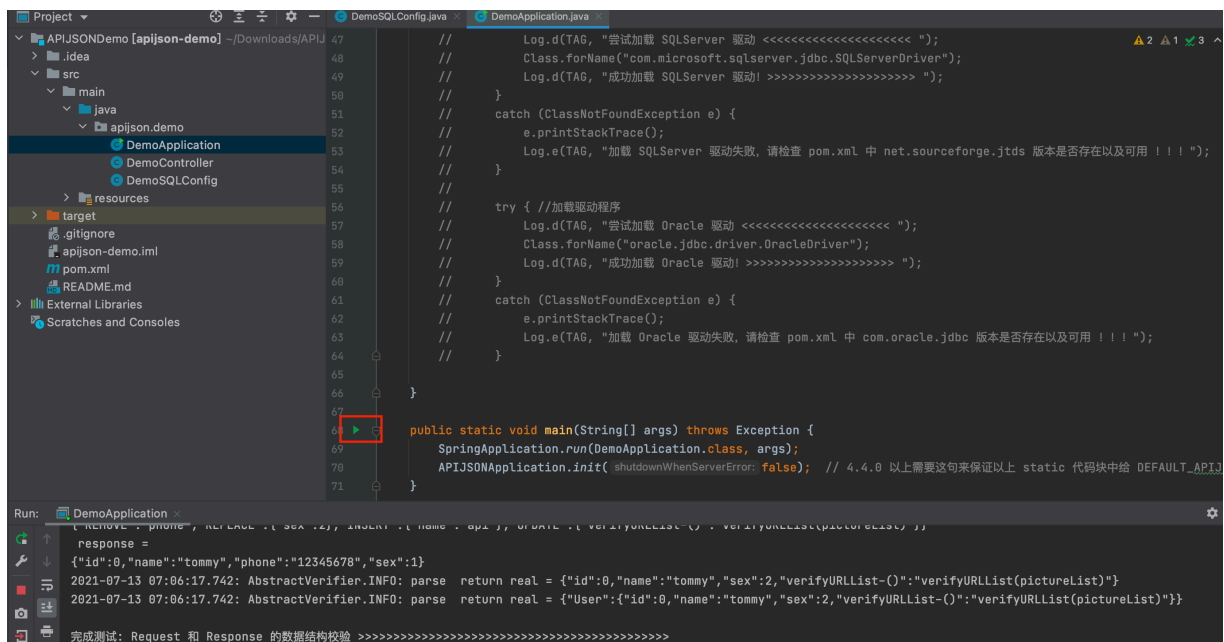 Project
DemoSQLConfig.java
DemoApplication.java
APIJSONDemo [apijson-demo] ~/Downloads/APIJ
.idea
src
main
java
apijson.demo
DemoApplication
DemoController
DemoSQLConfig
resources
target
.gitignore
apijson-demo.iml
pom.xml
README.md
External Libraries
Scratches and Consoles
2 1 3
47 // Log.d(TAG, "尝试加载 SQLServer 驱动 <<<<<<<<<<<<<<<<<<<<< ");
48 // Class.forName("com.microsoft.sqlserver.jdbc.SQLServerDriver");
49 // Log.d(TAG, "成功加载 SQLServer 驱动! >>>>>>>>>>>>>>>>>>>>> ");
50 // }
51 // catch (ClassNotFoundException e) {
52 // e.printStackTrace();
53 // Log.e(TAG, "加载 SQLServer 驱动失败，请检查 pom.xml 中 net.sourceforge.jtds 版本是否存在以及可用 ！！！");
54 // }
55 //
56 // try { //加载驱动程序
57 // Log.d(TAG, "尝试加载 Oracle 驱动 <<<<<<<<<<<<<<<<<<<<< ");
58 // Class.forName("oracle.jdbc.driver.OracleDriver");
59 // Log.d(TAG, "成功加载 Oracle 驱动! >>>>>>>>>>>>>>>>>>>>> ");
60 // }
61 // catch (ClassNotFoundException e) {
62 // e.printStackTrace();
63 // Log.e(TAG, "加载 Oracle 驱动失败，请检查 pom.xml 中 com.oracle.jdbc 版本是否存在以及可用 ！！！");
64 // }
65
66 }
67
68 public static void main(String[] args) throws Exception {
69 SpringApplication.run(DemoApplication.class, args);
70 APIJSONApplication.init( shutdownWhenServerError: false); // 4.4.0 以上需要这句来保证以上 static 代码块中给 DEFAULT_APIJ
71 }
Run: DemoApplication
{"REMOVE":"phone","REPLACE":{"sex":2},"INSERT":{"name":"api"},"UPDATE":{"verifyURLList-()":"verifyURLList(pictureList)"}}
response =
{"id":0,"name":"tommy","phone":"12345678","sex":1}
2021-07-13 07:06:17.742: AbstractVerifier.INFO: parse return real = {"id":0,"name":"tommy","sex":2,"verifyURLList-()":"verifyURLList(pictureList)"}
2021-07-13 07:06:17.742: AbstractVerifier.INFO: parse return real = {"User":{"id":0,"name":"tommy","sex":2,"verifyURLList-()":"verifyURLList(pictureList)"}}
完成测试: Request 和 Response 的数据结构校验 >>>>>>>>>>>>>>>>>>>>>>>>>>>>>>>>>>>>>>>>>>>>